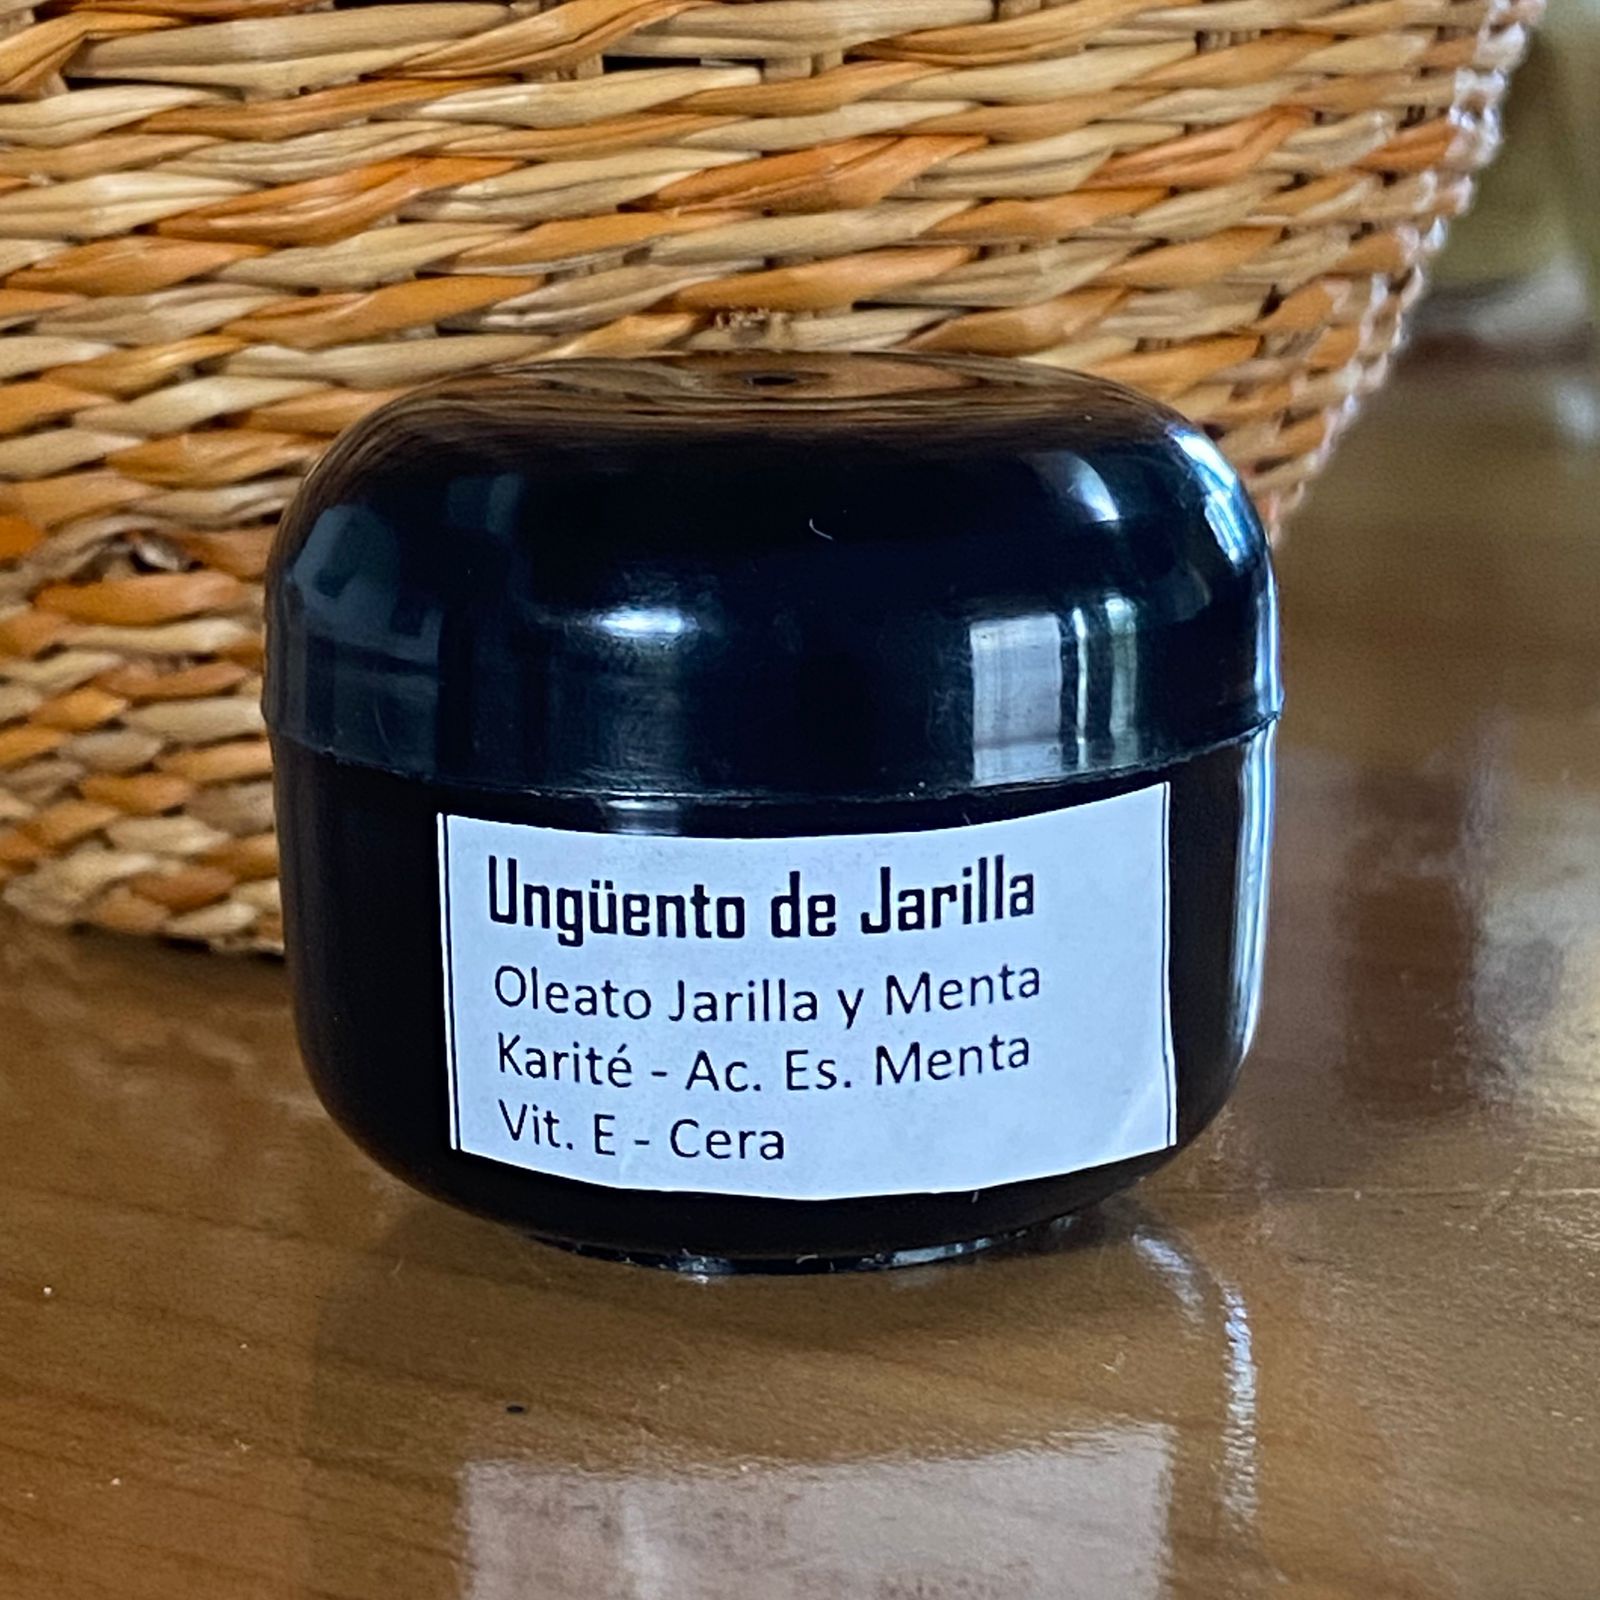 Ungüento de Jarilla
Oleato Jarilla y Menta
Karité - Ac. Es. Menta
Vit. E - Cera